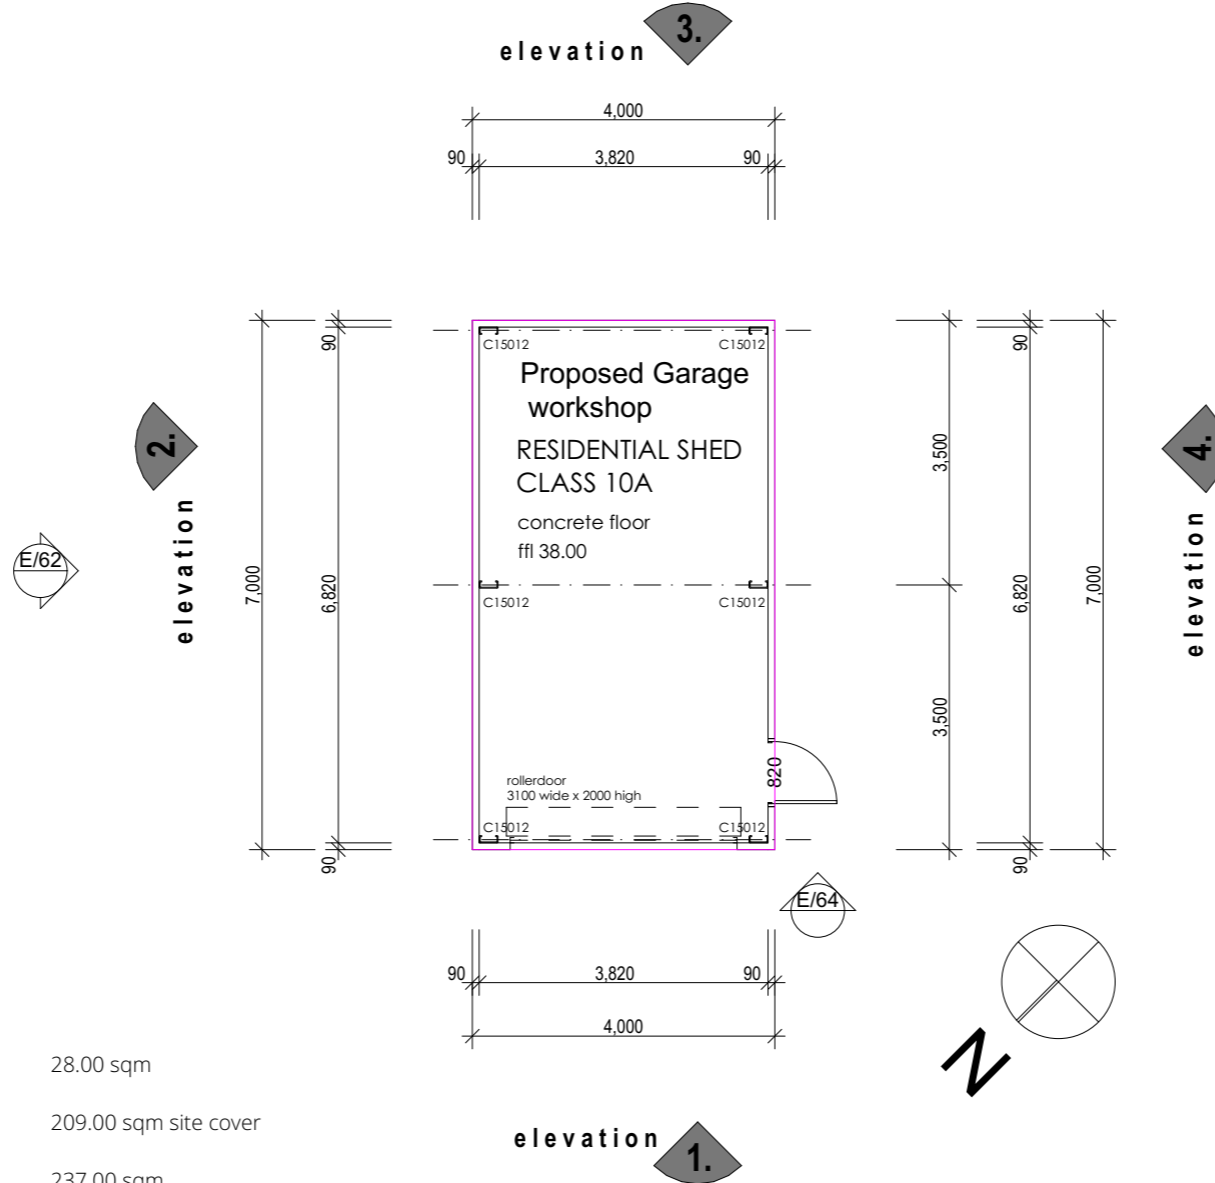 3.
elevation
4,000
90
3,820
90
90
90
C15012
C15012
Proposed Garage
workshop
RESIDENTIAL SHED
CLASS 10A
concrete floor
ffl 38.00
2.
elevation
3,500
4.
elevation
E/62
7,000
6,820
6,820
7,000
C15012
C15012
3,500
820
rollerdoor
3100 wide x 2000 high
C15012
C15012
90
90
E/64
90
3,820
90
4,000
N
28.00 sqm
209.00 sqm site cover
elevation
1.
237.00 sqm